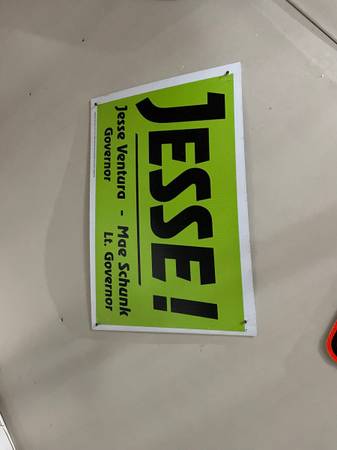 JESSE!
Jesse Ventura - Mae Schunk
Governor Lt. Governor